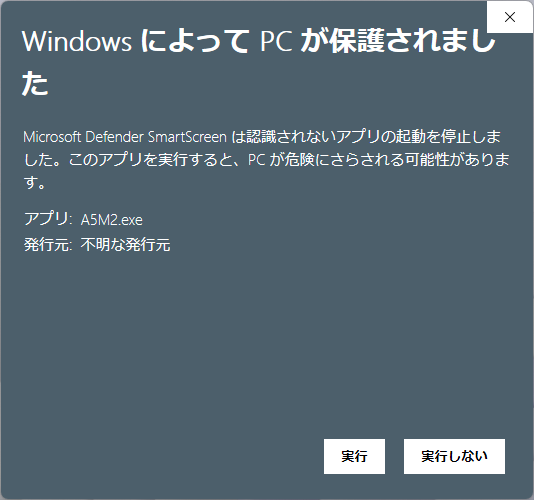 Windows によって PC が保護されまし
た
Microsoft Defender SmartScreen は認識されないアプリの起動を停止しま
した。このアプリを実行すると、PC が危険にさらされる可能性がありま
す。
アプリ: A5M2.exe
発行元: 不明な発行元
実行 実行しない